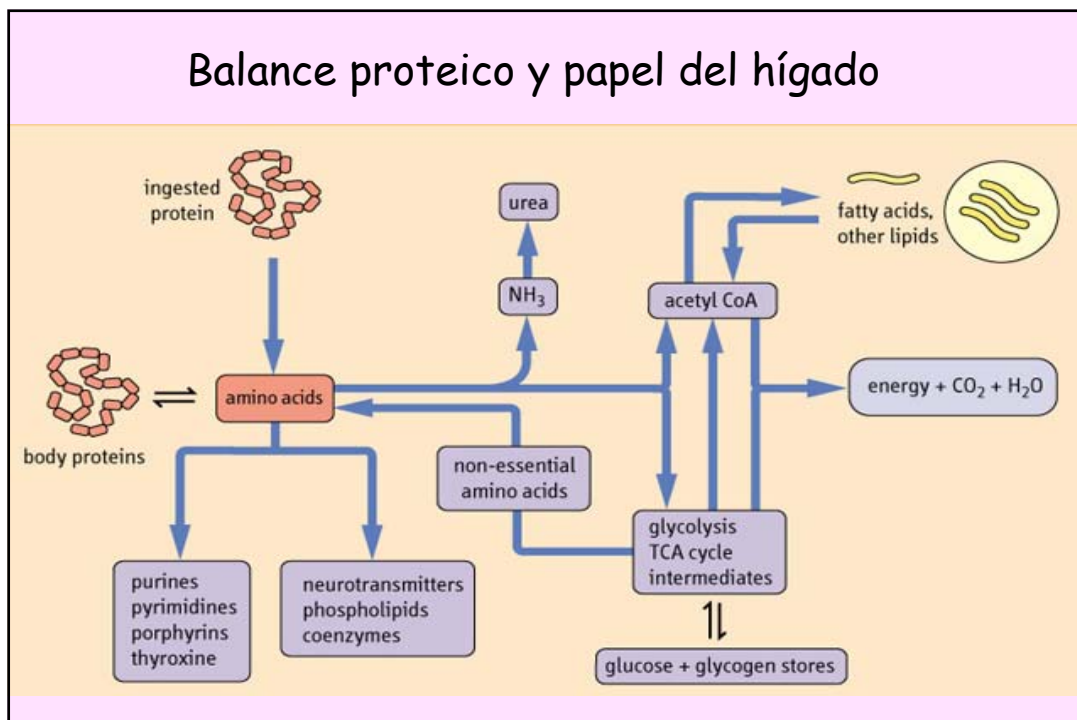 Balance proteico y papel del hígado
ingested
protein
urea
NH₃
fatty acids,
other lipids
acetyl CoA
body proteins
amino acids
energy + CO₂ + H₂O
non-essential
amino acids
glycolysis
TCA cycle
intermediates
purines
pyrimidines
porphyrins
thyroxine
neurotransmitters
phospholipids
coenzymes
glucose + glycogen stores